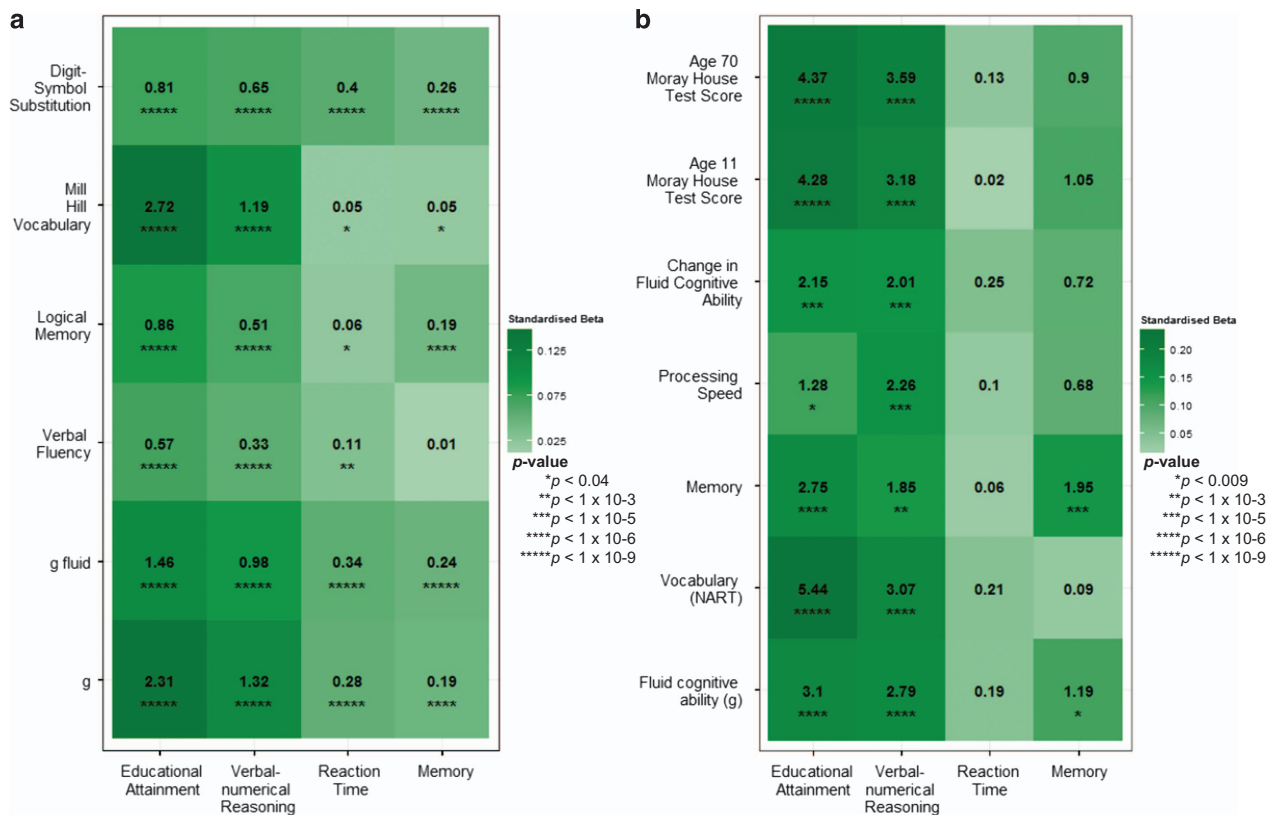 a
Digit-
Symbol
Substitution
0.81 0.65 0.4 0.26
***** ***** ***** *****
Mill
Hill
Vocabulary
2.72 1.19 0.05 0.05
***** ***** * *
Logical
Memory
0.86 0.51 0.06 0.19
***** ***** * ****
Verbal
Fluency
0.57 0.33 0.11 0.01
***** ***** **
g fluid
1.46 0.98 0.34 0.24
***** ***** ***** *****
g
2.31 1.32 0.28 0.19
***** ***** ***** ****
Educational
Attainment
Verbal-
numerical
Reasoning
Reaction
Time
Memory
Standardised Beta
0.125
0.075
0.025
p-value
*p < 0.04
**p < 1 x 10-3
***p < 1 x 10-5
****p < 1 x 10-6
*****p < 1 x 10-9
b
Age 70
Moray House
Test Score
4.37 3.59 0.13 0.9
***** ****
Age 11
Moray House
Test Score
4.28 3.18 0.02 1.05
***** ****
Change in
Fluid Cognitive
Ability
2.15 2.01 0.25 0.72
*** ***
Processing
Speed
1.28 2.26 0.1 0.68
* ***
Memory
2.75 1.85 0.06 1.95
**** ** ***
Vocabulary
(NART)
5.44 3.07 0.21 0.09
***** ****
Fluid cognitive
ability (g)
3.1 2.79 0.19 1.19
**** **** *
Educational
Attainment
Verbal-
numerical
Reasoning
Reaction
Time
Memory
Standardised Beta
0.20
0.15
0.10
0.05
p-value
*p < 0.009
**p < 1 x 10-3
***p < 1 x 10-5
****p < 1 x 10-6
*****p < 1 x 10-9